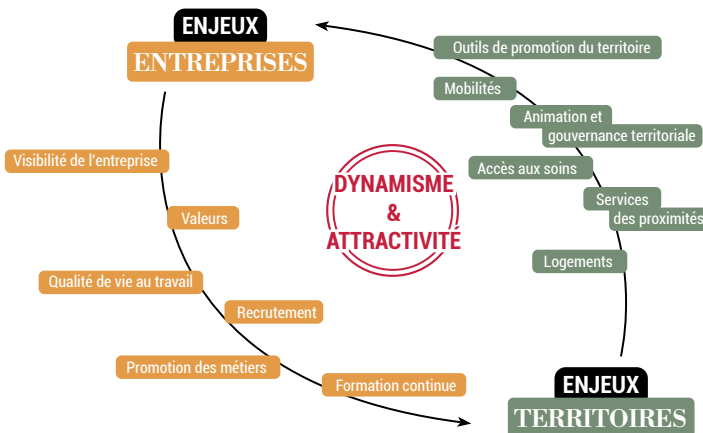 ENJEUX
ENTREPRISES
Outils de promotion du territoire
Mobilités
Animation et
gouvernance territoriale
Visibilité de l'entreprise
Accès aux soins
DYNAMISME
&
ATTRACTIVITÉ
Valeurs
Services
des proximités
Logements
Qualité de vie au travail
Recrutement
Promotion des métiers
Formation continue
ENJEUX
TERRITOIRES